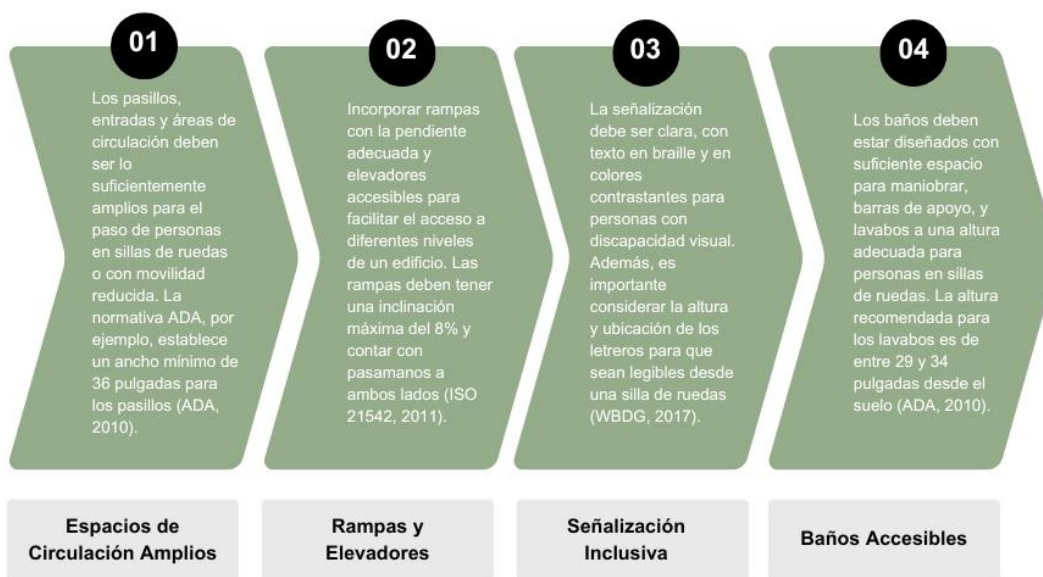 01
Los pasillos,
entradas y áreas de
circulación deben
ser lo
suficientemente
amplios para el
paso de personas
en sillas de ruedas
o con movilidad
reducida. La
normativa ADA, por
ejemplo, establece
un ancho mínimo de
36 pulgadas para
los pasillos (ADA,
2010).
Espacios de
Circulación Amplios
02
Incorporar rampas
con la pendiente
adecuada y
elevadores
accesibles para
facilitar el acceso a
diferentes niveles
de un edificio. Las
rampas deben tener
una inclinación
máxima del 8% y
contar con
pasamanos a
ambos lados (ISO
21542, 2011).
Rampas y
Elevadores
03
La señalización
debe ser clara, con
texto en braille y en
colores
contrastantes para
personas con
discapacidad visual.
Además, es
importante
considerar la altura
y ubicación de los
letreros para que
sean legibles desde
una silla de ruedas
(WBDG, 2017).
Señalización
Inclusiva
04
Los baños deben
estar diseñados con
suficiente espacio
para maniobrar,
barras de apoyo, y
lavabos a una altura
adecuada para
personas en sillas
de ruedas. La altura
recomendada para
los lavabos es de
entre 29 y 34
pulgadas desde el
suelo (ADA, 2010).
Baños Accesibles